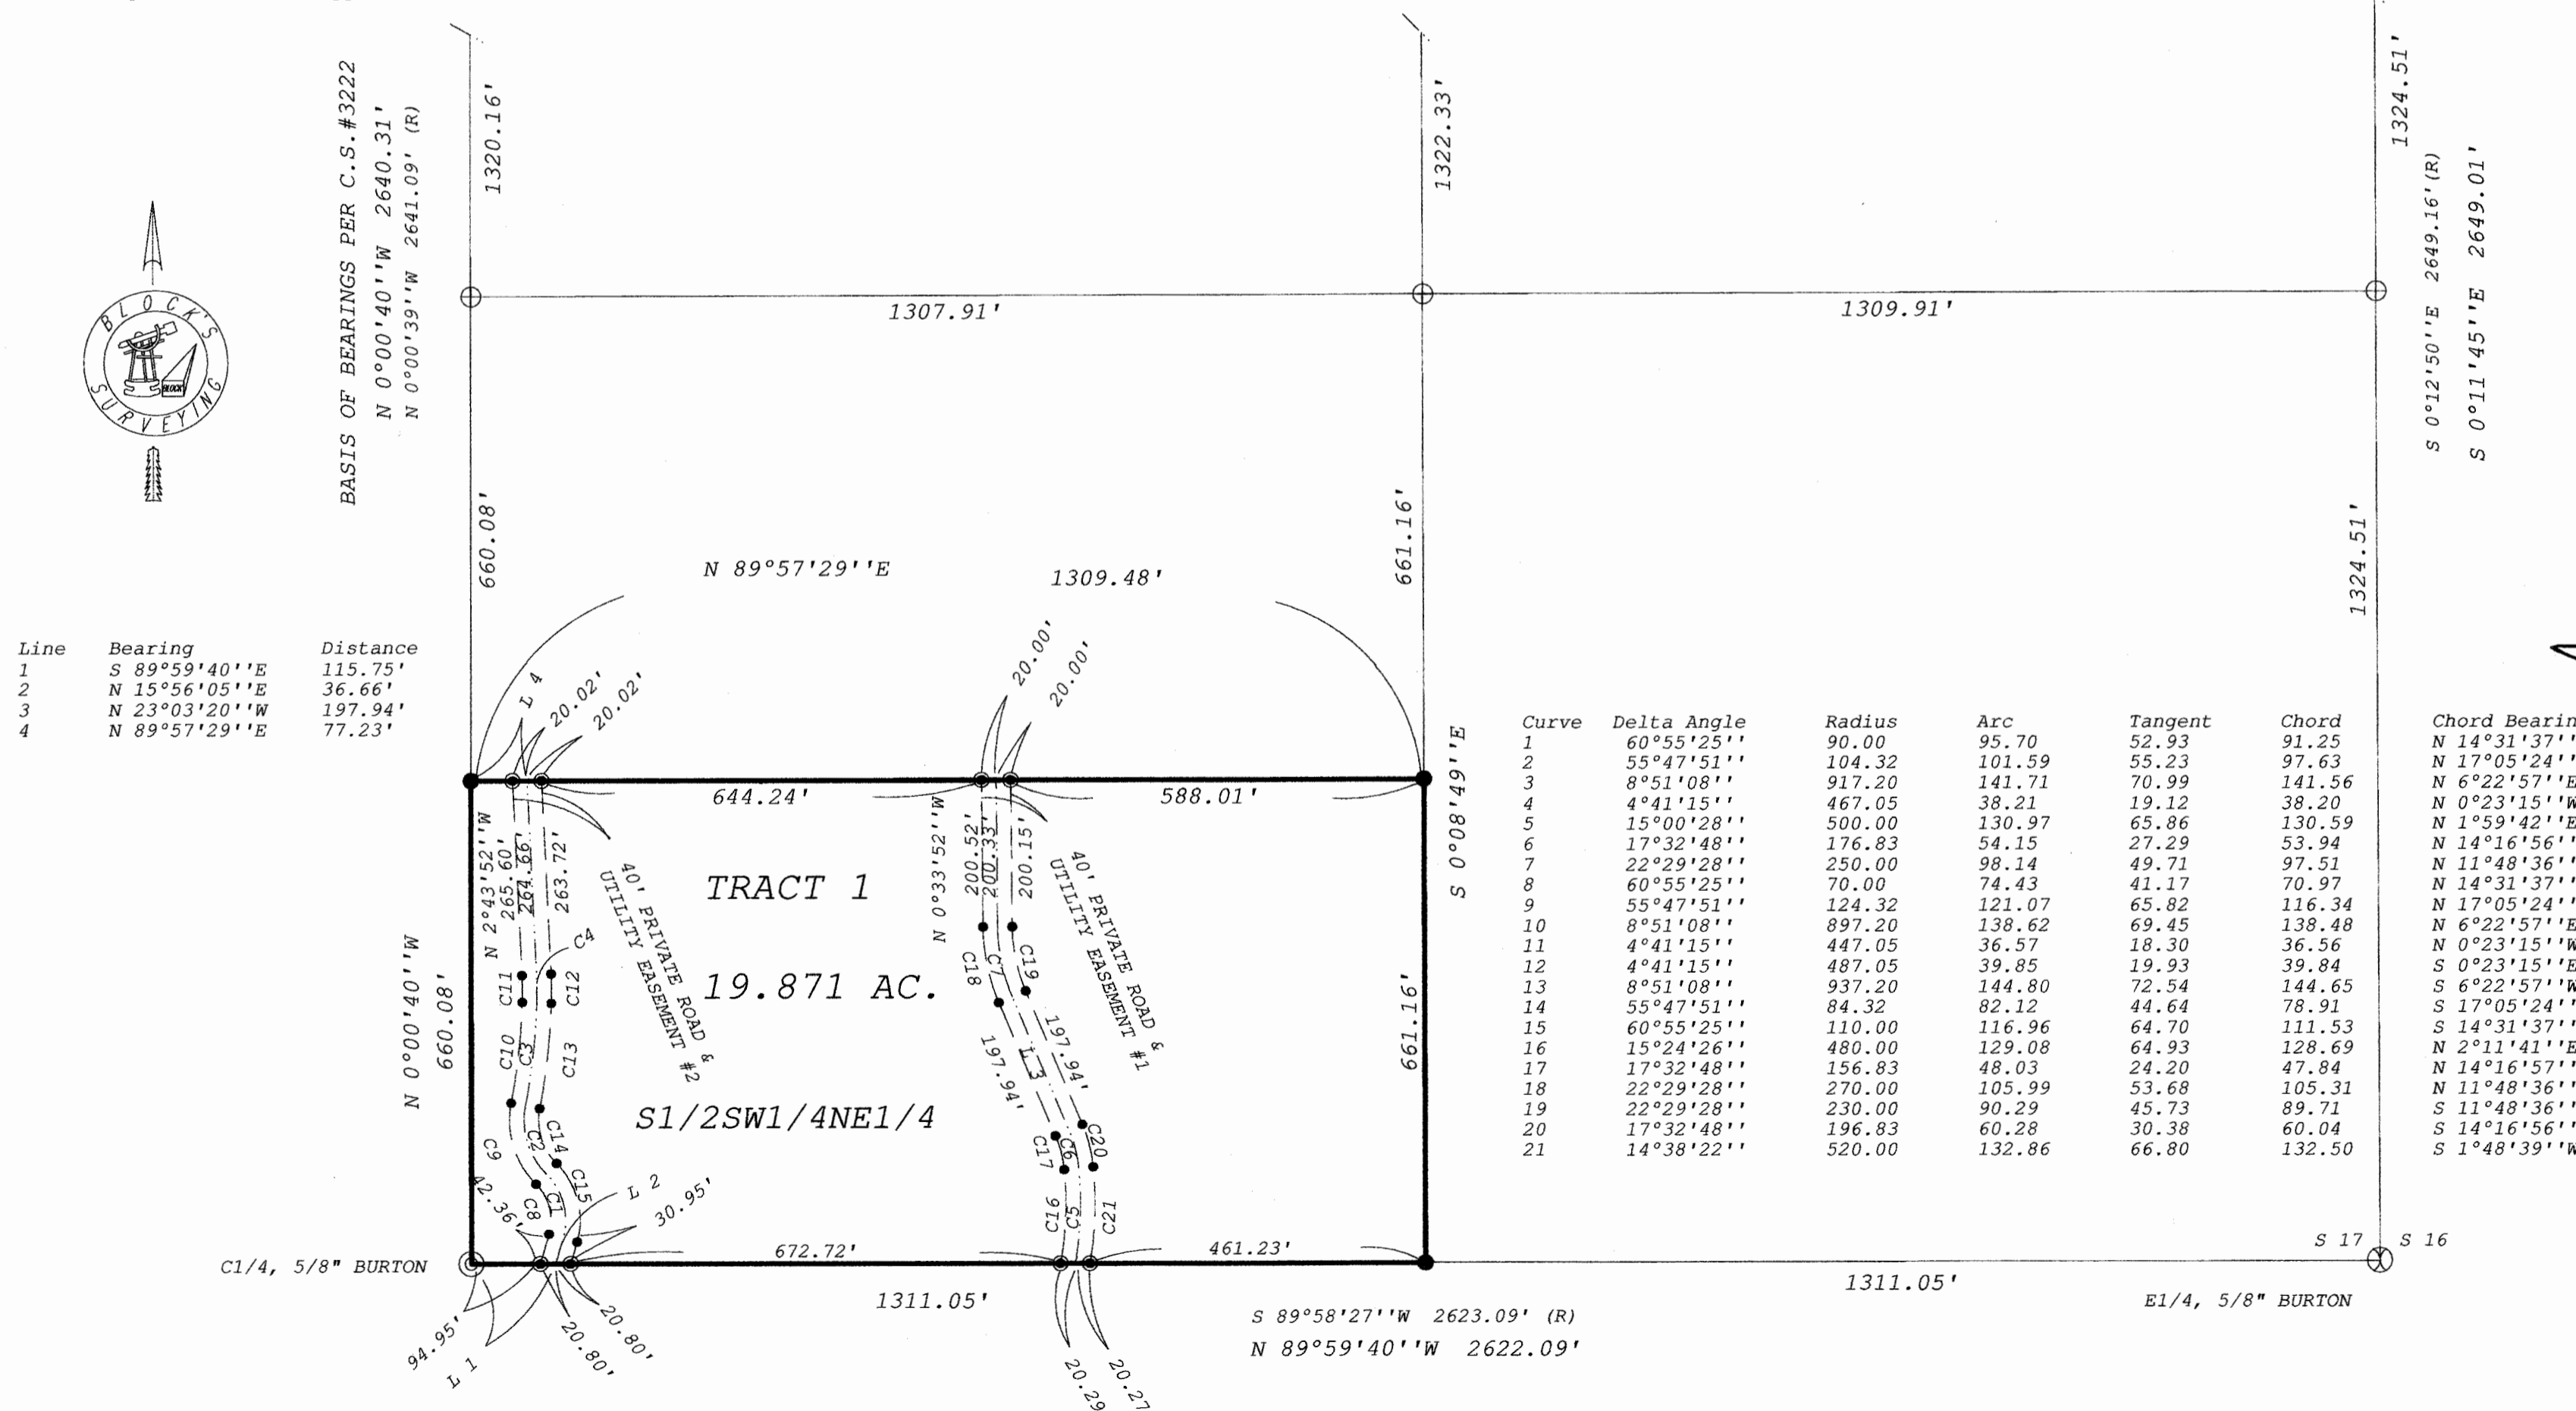 BASIS OF BEARINGS PER C.S.#3222
N 0°00'40''W 2640.31'
N 0°00'39''W 2641.09' (R)
1320.16'
1322.33'
1324.51'
S 0°12'50''E 2649.16'(R)
S 0°11'45''E 2649.01'
BLOCK'S
SURVEYING
BLOCK
1307.91'
1309.91'
660.08'
661.16'
1324.51'
N 89°57'29''E 1309.48'
Line Bearing Distance
1 S 89°59'40''E 115.75'
2 N 15°56'05''E 36.66'
3 N 23°03'20''W 197.94'
4 N 89°57'29''E 77.23'
L 4
20.02'
20.02'
20.00'
20.00'
644.24'
588.01'
S 0°08'49''E
Curve Delta Angle Radius Arc Tangent Chord Chord Bearin
1 60°55'25'' 90.00 95.70 52.93 91.25 N 14°31'37''
2 55°47'51'' 104.32 101.59 55.23 97.63 N 17°05'24''
3 8°51'08'' 917.20 141.71 70.99 141.56 N 6°22'57''E
4 4°41'15'' 467.05 38.21 19.12 38.20 N 0°23'15''W
5 15°00'28'' 500.00 130.97 65.86 130.59 N 1°59'42''E
6 17°32'48'' 176.83 54.15 27.29 53.94 N 14°16'56''
7 22°29'28'' 250.00 98.14 49.71 97.51 N 11°48'36''
8 60°55'25'' 70.00 74.43 41.17 70.97 N 14°31'37''
9 55°47'51'' 124.32 121.07 65.82 116.34 N 17°05'24''
10 8°51'08'' 897.20 138.62 69.45 138.48 N 6°22'57''E
11 4°41'15'' 447.05 36.57 18.30 36.56 N 0°23'15''W
12 4°41'15'' 487.05 39.85 19.93 39.84 S 0°23'15''E
13 8°51'08'' 937.20 144.80 72.54 144.65 S 6°22'57''W
14 55°47'51'' 84.32 82.12 44.64 78.91 S 17°05'24''
15 60°55'25'' 110.00 116.96 64.70 111.53 S 14°31'37''
16 15°24'26'' 480.00 129.08 64.93 128.69 N 2°11'41''E
17 17°32'48'' 156.83 48.03 24.20 47.84 N 14°16'57''
18 22°29'28'' 270.00 105.99 53.68 105.31 N 11°48'36''
19 22°29'28'' 230.00 90.29 45.73 89.71 S 11°48'36''
20 17°32'48'' 196.83 60.28 30.38 60.04 S 14°16'56''
21 14°38'22'' 520.00 132.86 66.80 132.50 S 1°48'39''W
N 2°43'52''W
265.60'
264.66'
263.72'
N 0°33'52''W
200.52'
200.33'
200.15'
TRACT 1
19.871 AC.
S1/2SW1/4NE1/4
40' PRIVATE ROAD &
UTILITY EASEMENT #2
40' PRIVATE ROAD &
UTILITY EASEMENT #1
C4
C11
C12
C18
C7
C19
C10
C3
C13
197.94'
L 3
197.94'
C9
C2
C14
C15
C17
C6
C20
42.36'
C8
C1
L 2
30.95'
C16
C5
C21
N 0°00'40''W
660.08'
661.16'
C1/4, 5/8" BURTON
672.72'
461.23'
S 17 S 16
1311.05'
1311.05'
E1/4, 5/8" BURTON
94.95'
L 1
20.80'
20.80'
20.29
20.27
S 89°58'27''W 2623.09' (R)
N 89°59'40''W 2622.09'